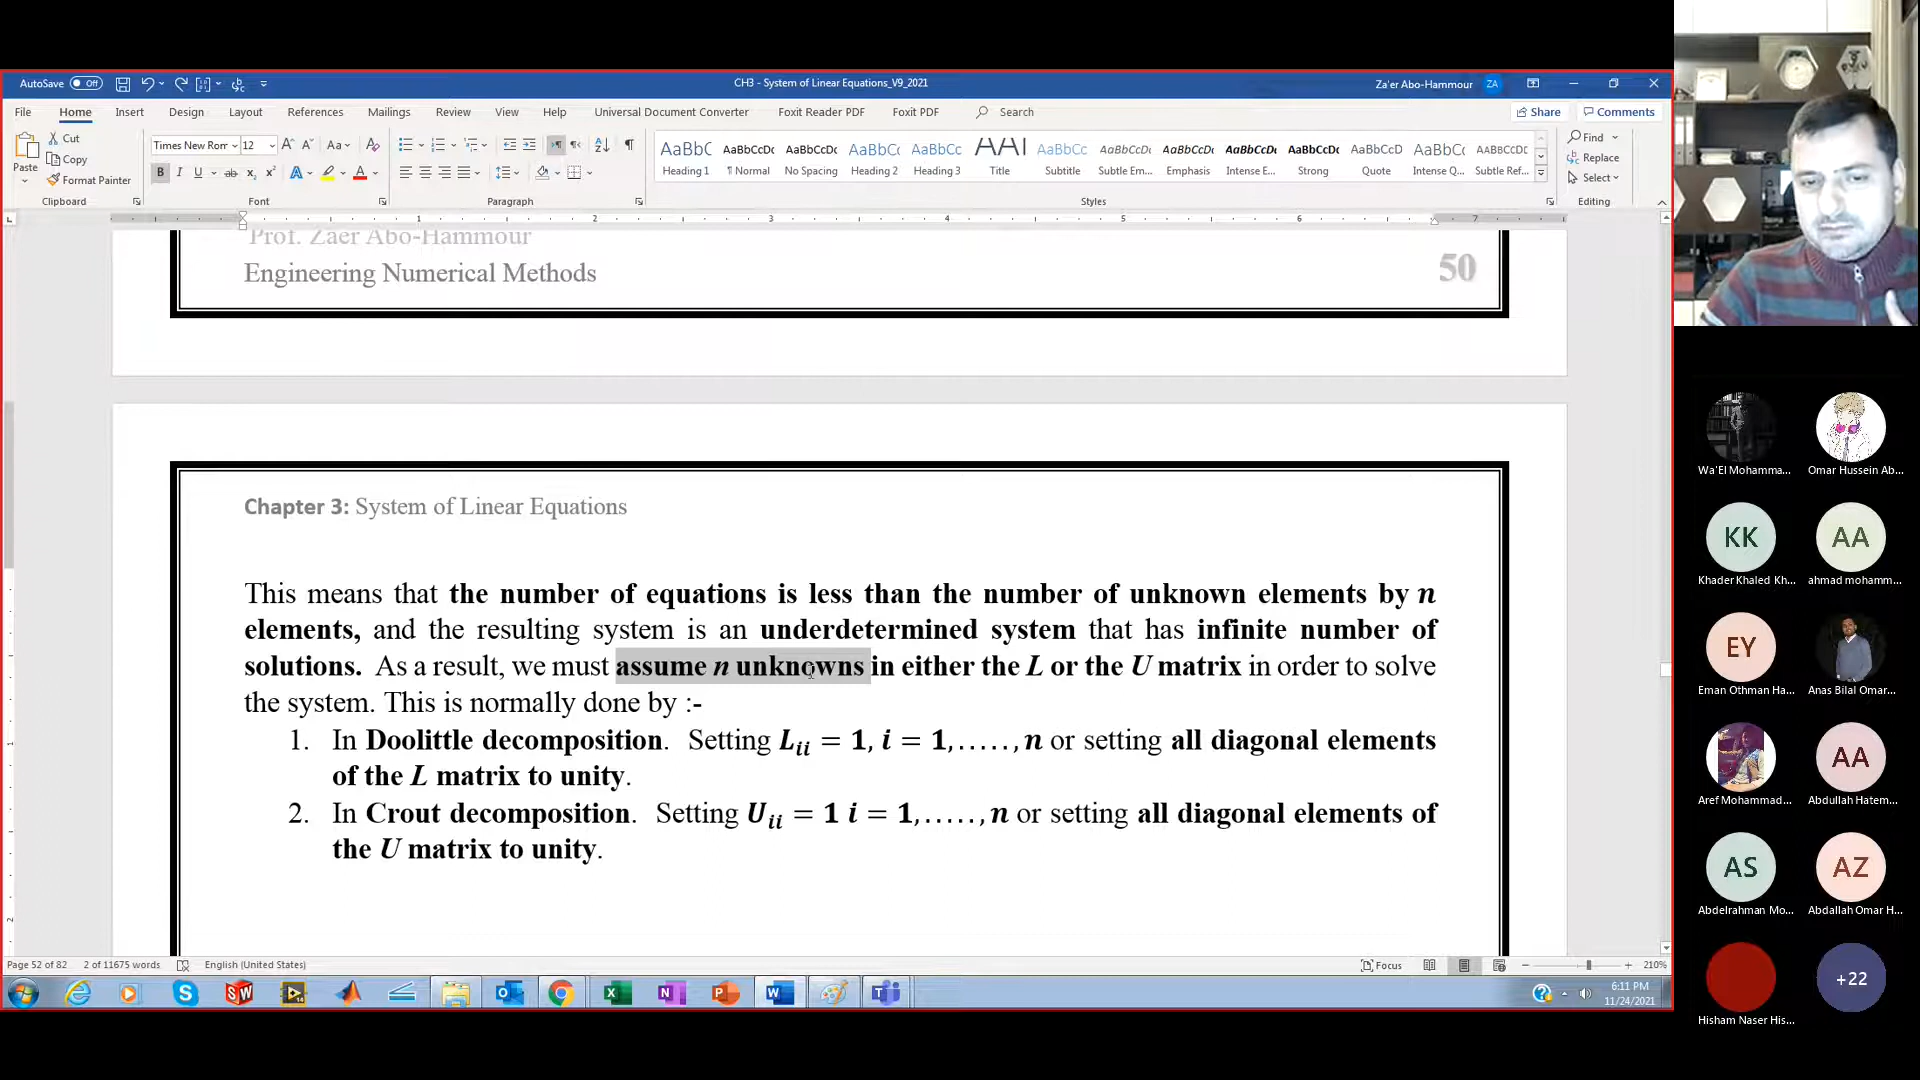 AutoSave Off
CH3 - System of Linear Equations_V9_2021
Za'er Abo-Hammour ZA
File Home Insert Design Layout References Mailings Review View Help Universal Document Converter Foxit Reader PDF Foxit PDF Search Share Comments
Paste
Cut
Copy
Format Painter
Clipboard
Times New Ror 12
Font
Paragraph
AaBbC AaBbCcDc AaBbCcDc AaBbCc AaBbCc AAI AaBbCc AaBbCcDt AaBbCcDt AaBbCcDt AaBbCcDc AaBbCcD AaBbCc AABBCCDC
Heading 1 ¶ Normal No Spacing Heading 2 Heading 3 Title Subtitle Subtle Em... Emphasis Intense E... Strong Quote Intense Q... Subtle Ref...
Styles
Find
Replace
Select
Editing
1 2 3 4 5 6 7
Prof. Zaer Abo-Hammour
Engineering Numerical Methods 50
Chapter 3: System of Linear Equations
This means that the number of equations is less than the number of unknown elements by n
elements, and the resulting system is an underdetermined system that has infinite number of
solutions. As a result, we must assume n unknowns in either the L or the U matrix in order to solve
the system. This is normally done by :-
1. In Doolittle decomposition. Setting Lii = 1, i = 1,.....,n or setting all diagonal elements
of the L matrix to unity.
2. In Crout decomposition. Setting Uii = 1 i = 1,.....,n or setting all diagonal elements of
the U matrix to unity.
Page 52 of 82 2 of 11675 words English (United States) Focus 210%
6:11 PM
11/24/2021
Wa'El Mohamma... Omar Hussein Ab...
KK AA
Khader Khaled Kh... ahmad mohamm...
EY
Eman Othman Ha... Anas Bilal Omar...
AA
Aref Mohammad... Abdullah Hatem...
AS AZ
Abdelrahman Mo... Abdallah Omar H...
+22
Hisham Naser His...